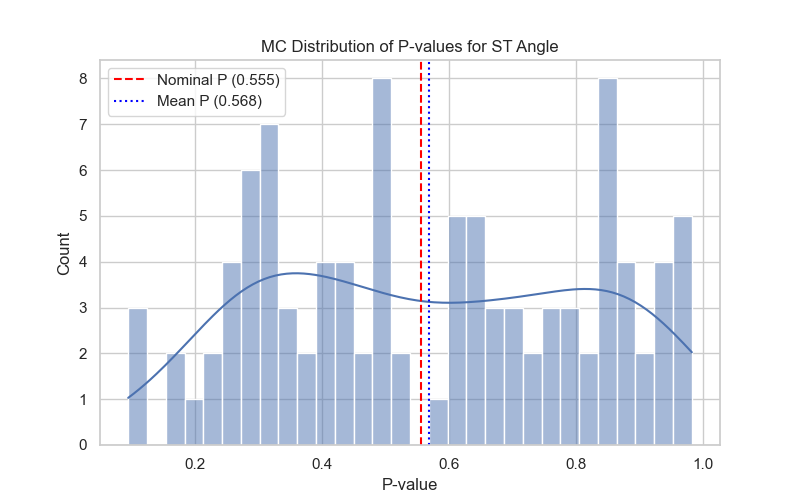 MC Distribution of P-values for ST Angle
Nominal P (0.555)
Mean P (0.568)
8
7
6
5
4
3
2
1
0
Count
0.2 0.4 0.6 0.8 1.0
P-value